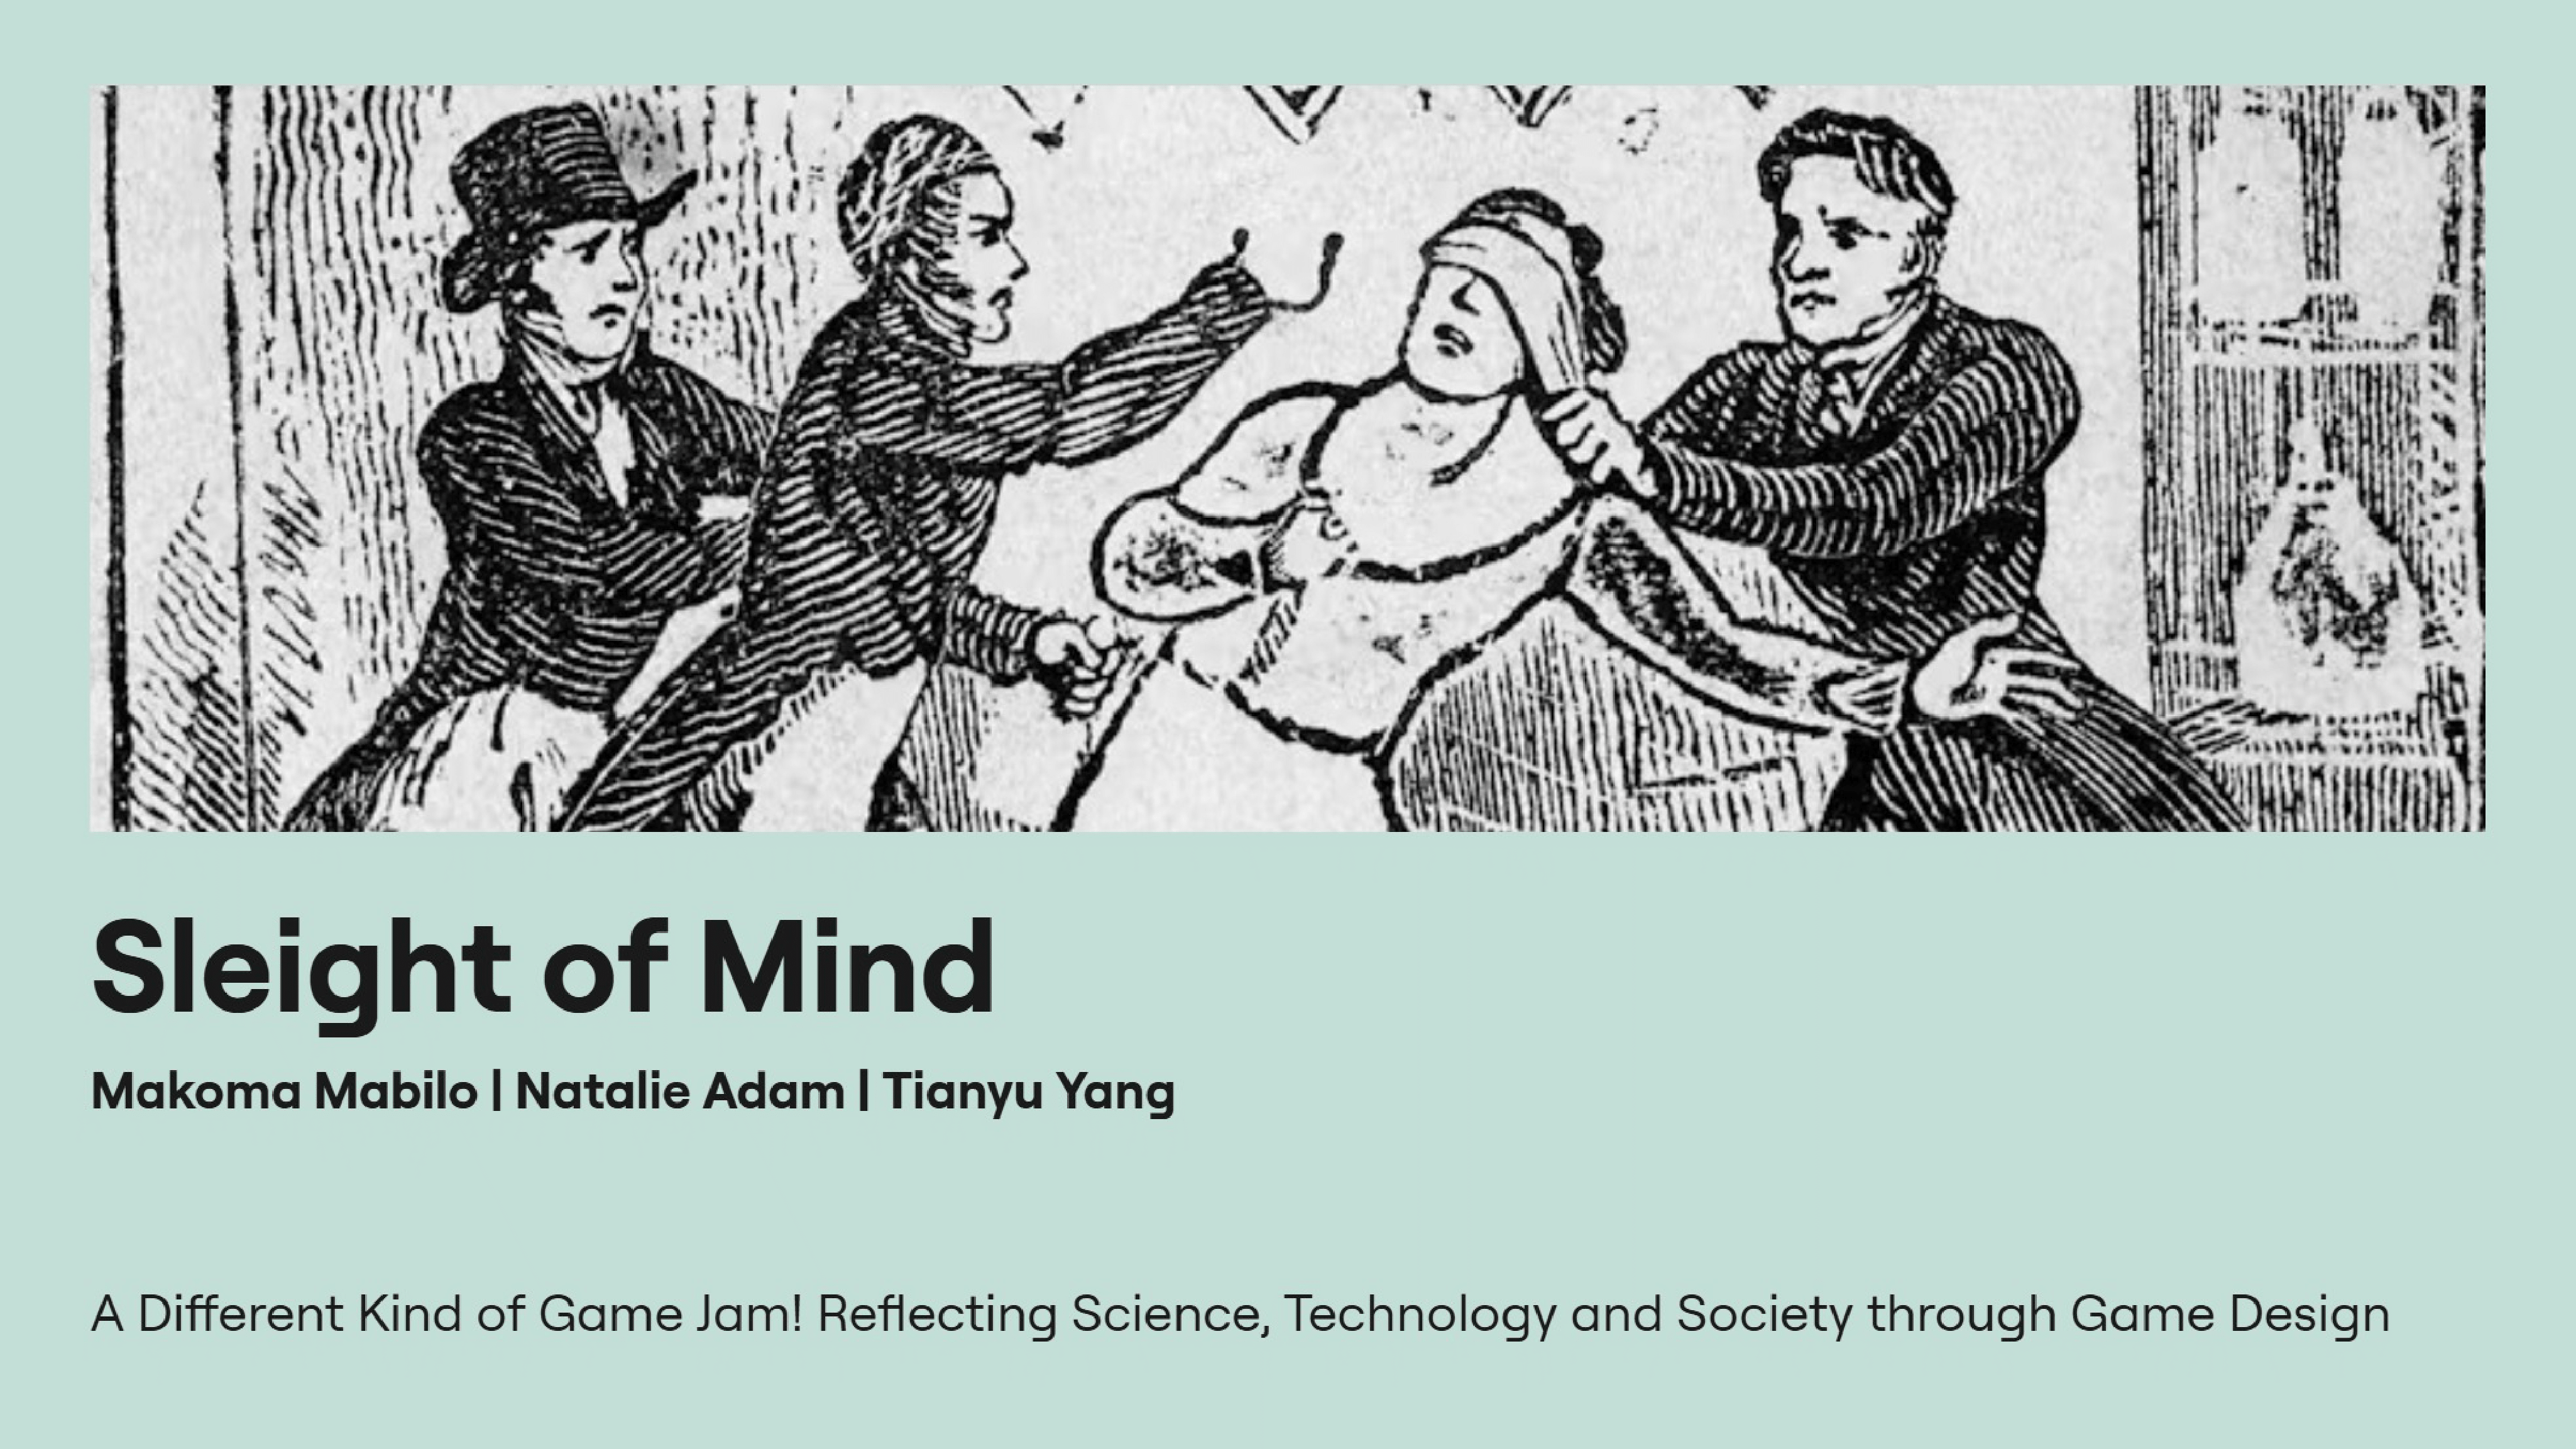 Sleight of Mind
Makoma Mabilo | Natalie Adam | Tianyu Yang
A Different Kind of Game Jam! Reflecting Science, Technology and Society through Game Design